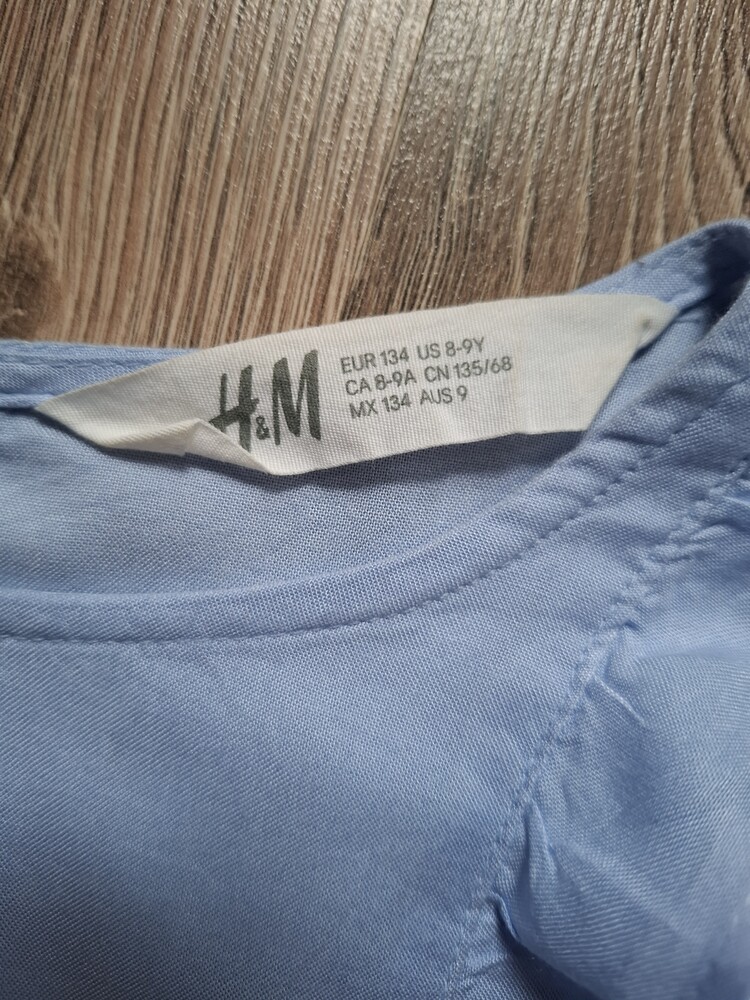 H&M
EUR 134 US 8-9Y
CA 8-9A CN 135/68
MX 134 AUS 9